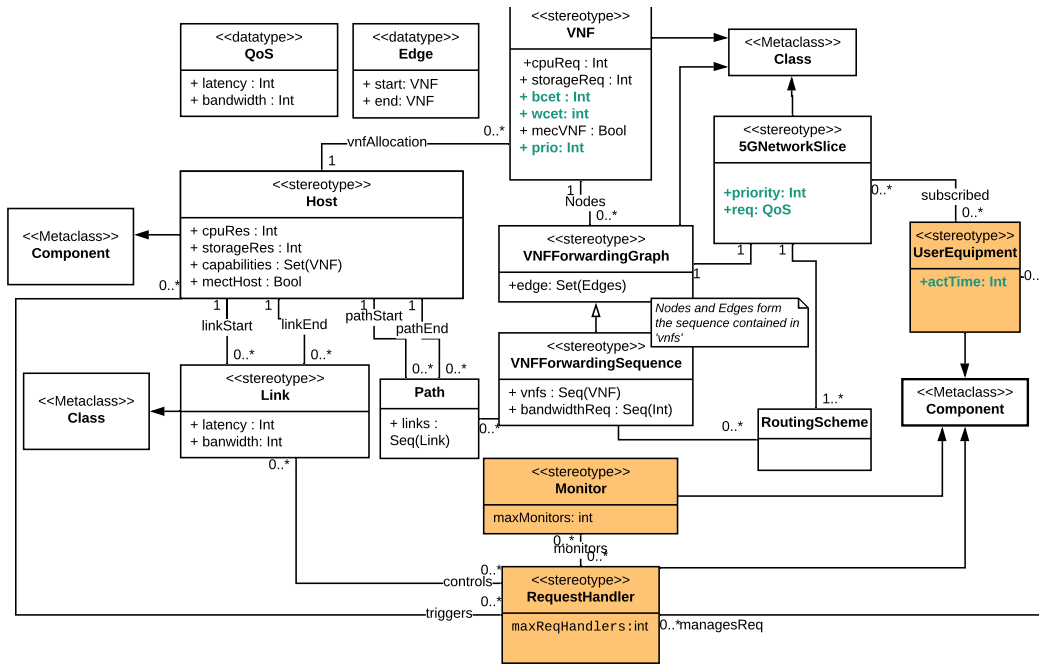 <<datatype>>
QoS
+ latency : Int
+ bandwidth : Int
<<datatype>>
Edge
+ start: VNF
+ end: VNF
<<stereotype>>
VNF
+cpuReq : Int
+ storageReq : Int
+ bcet : Int
+ wcet: int
+ mecVNF : Bool
+ prio: Int
<<Metaclass>>
Class
<<stereotype>>
5GNetworkSlice
+priority: Int
+req: QoS
0..*
vnfAllocation
1
1
Nodes
0..*
0..*
subscribed
0..*
<<stereotype>>
Host
+ cpuRes : Int
+ storageRes : Int
+ capabilities : Set(VNF)
+ mectHost : Bool
<<Metaclass>>
Component
0..*
<<stereotype>>
VNFForwardingGraph
+edge: Set(Edges)
1
1
1
<<stereotype>>
UserEquipment
+actTime: Int
0..
Nodes and Edges form
the sequence contained in
'vnfs'
1
linkStart
0..*
1
linkEnd
0..*
1
pathStart
0..*
1
pathEnd
0..*
<<stereotype>>
VNFForwardingSequence
+ vnfs : Seq(VNF)
+ bandwidthReq : Seq(Int)
<<Metaclass>>
Class
<<stereotype>>
Link
+ latency : Int
+ banwidth: Int
0..*
Path
+ links :
Seq(Link)
0..*
0..*
1..*
RoutingScheme
<<Metaclass>>
Component
<<stereotype>>
Monitor
maxMonitors: int
0..*
monitors
0..*
0..*
controls
0..*
triggers
<<stereotype>>
RequestHandler
maxReqHandlers:int
0..*managesReq